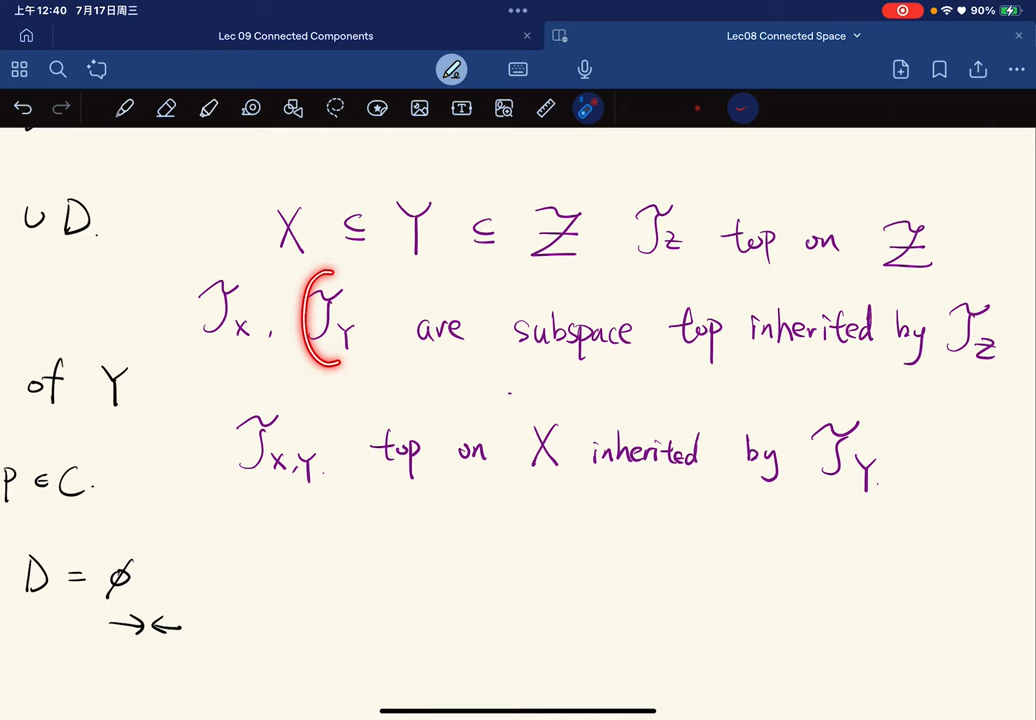 上午12:40 7月17日周三
90%
Lec 09 Connected Components
Lec08 Connected Space
∪ D.
X ⊆ Y ⊆ Z 𝒯_Z top on Z
𝒯_X, 𝒯_Y are subspace top inherited by 𝒯_Z
of Y
𝒯_{X,Y} top on X inherited by 𝒯_Y.
P ∈ C.
D = ∅
→←